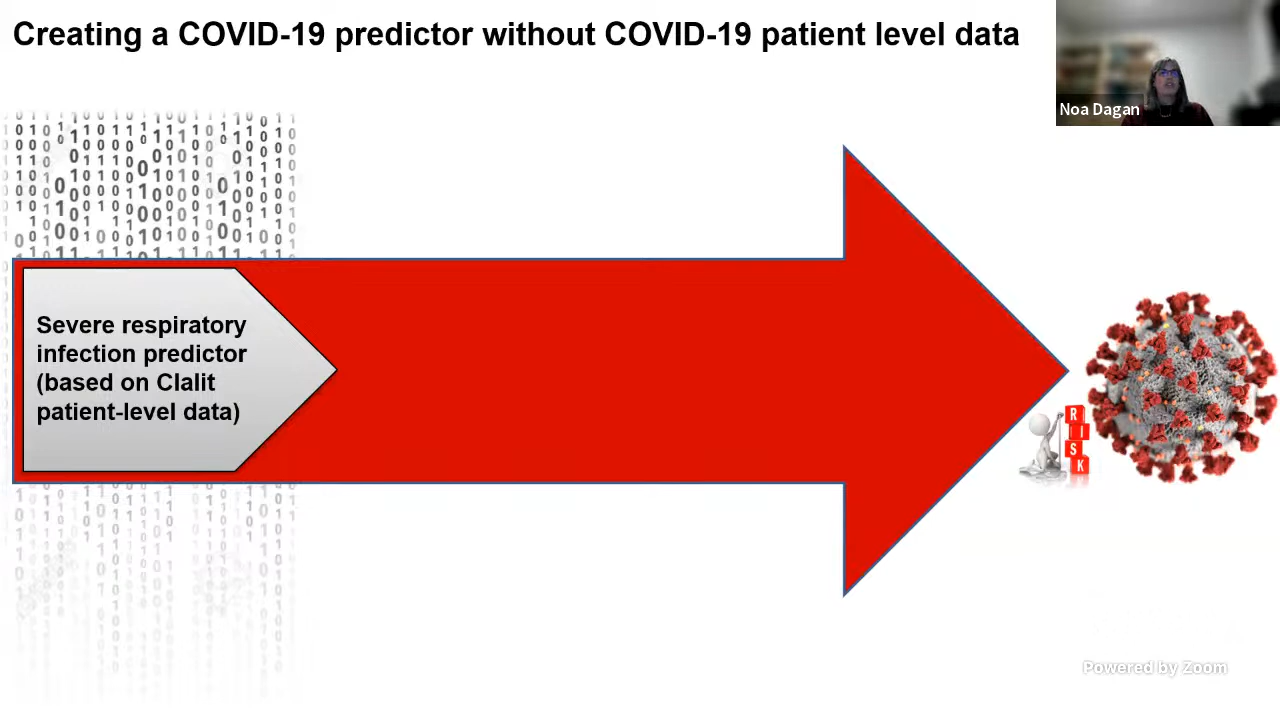 Creating a COVID-19 predictor without COVID-19 patient level data
Noa Dagan
Severe respiratory
infection predictor
(based on Clalit
patient-level data)
R
I
S
K
Powered by Zoom